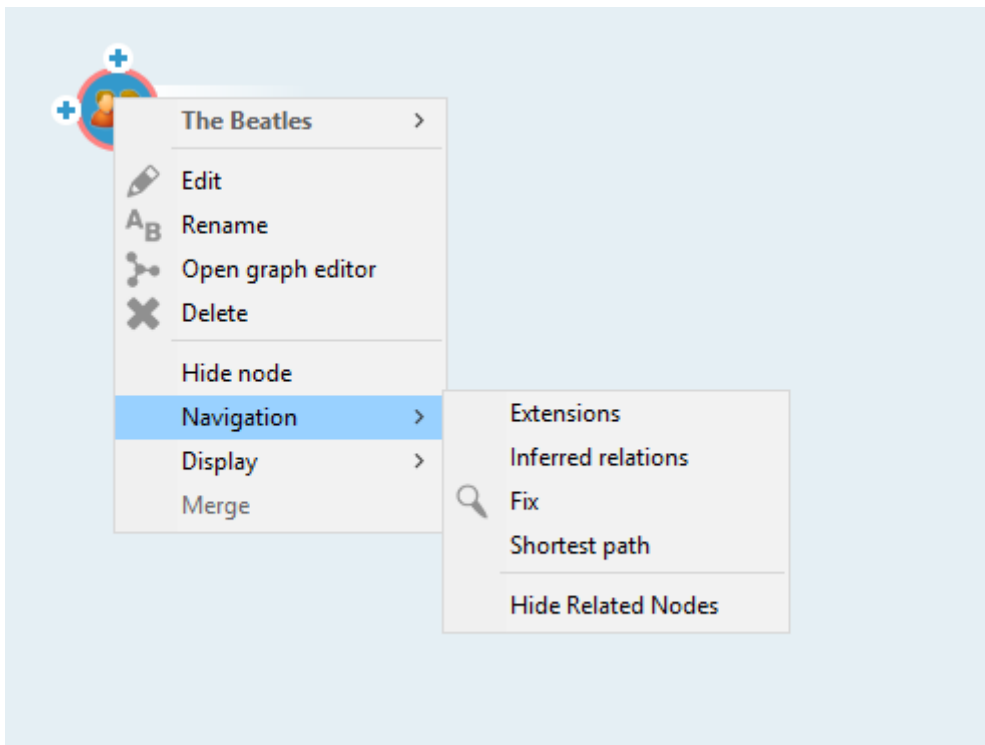 The Beatles
Edit
Rename
Open graph editor
Delete
Hide node
Navigation
Display
Merge
Extensions
Inferred relations
Fix
Shortest path
Hide Related Nodes